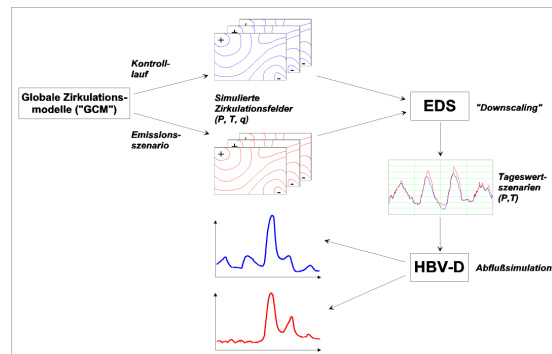 Kontroll-
lauf
Globale Zirkulations-
modelle ("GCM")
Emissions-
szenario
+
-
Simulierte
Zirkulationsfelder
(P, T, q)
+
-
EDS
"Downscaling"
Tageswert-
szenarien
(P,T)
HBV-D
Abflußsimulation